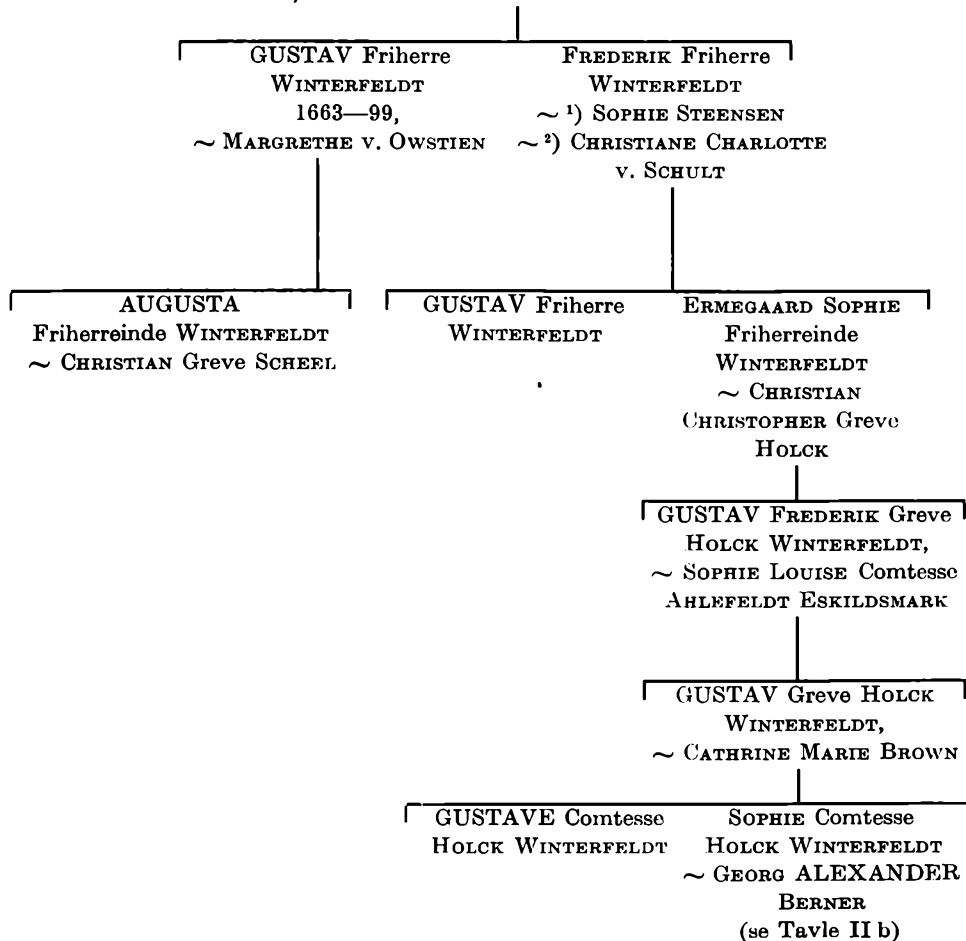 GUSTAV Friherre
WINTERFELDT
1663—99,
~ MARGRETHE v. OWSTIEN
FREDERIK Friherre
WINTERFELDT
~ ¹) SOPHIE STEENSEN
~ ²) CHRISTIANE CHARLOTTE
v. SCHULT
AUGUSTA
Friherreinde WINTERFELDT
~ CHRISTIAN Greve SCHEEL
GUSTAV Friherre
WINTERFELDT
ERMEGAARD SOPHIE
Friherreinde
WINTERFELDT
~ CHRISTIAN
CHRISTOPHER Greve
HOLCK
GUSTAV FREDERIK Greve
HOLCK WINTERFELDT,
~ SOPHIE LOUISE Comtesse
AHLEFELDT ESKILDSMARK
GUSTAV Greve HOLCK
WINTERFELDT,
~ CATHRINE MARIE BROWN
GUSTAVE Comtesse
HOLCK WINTERFELDT
SOPHIE Comtesse
HOLCK WINTERFELDT
~ GEORG ALEXANDER
BERNER
(se Tavle II b)